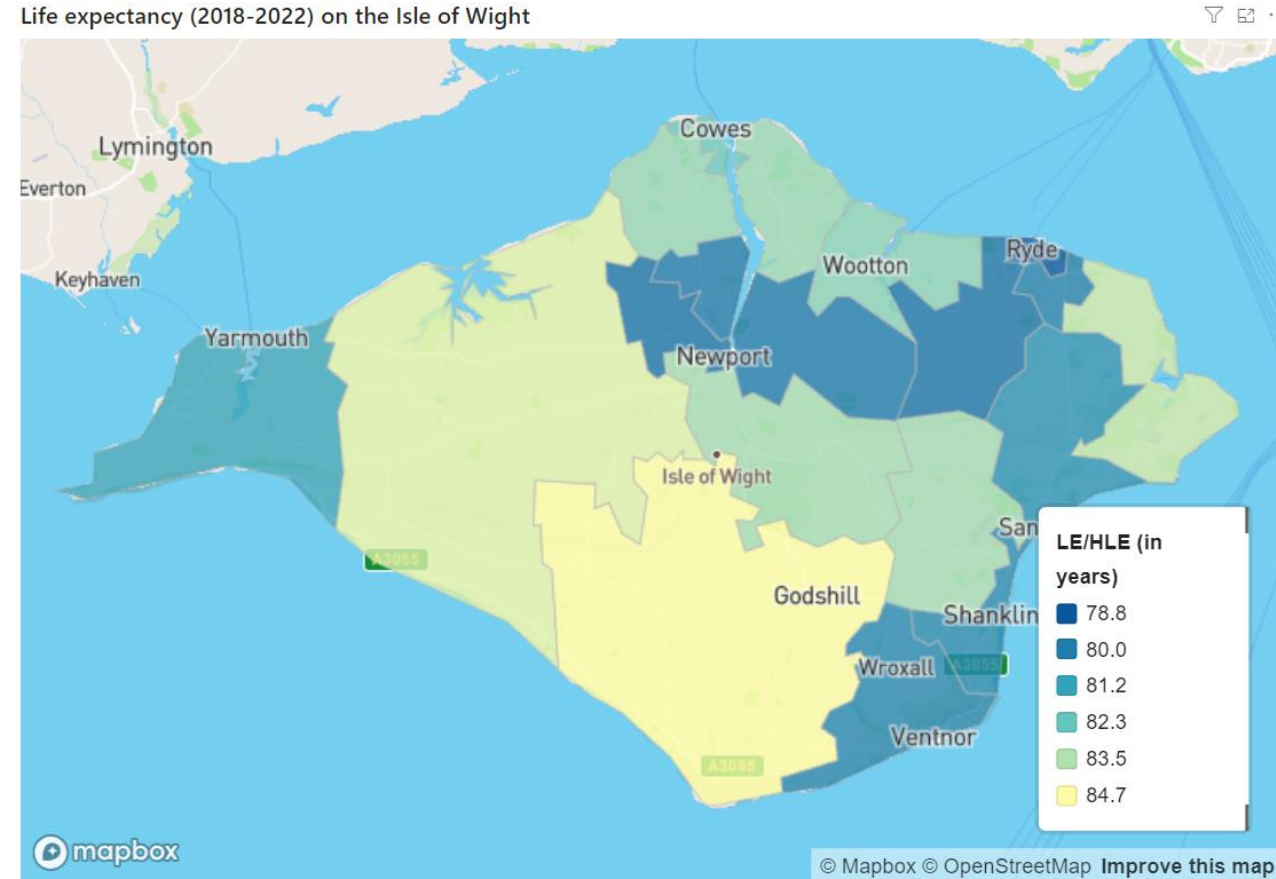 Life expectancy (2018-2022) on the Isle of Wight
Cowes
Lymington
Everton
Ryde
Wootton
Keyhaven
Yarmouth
Newport
Isle of Wight
San
A3055
Godshill
Shanklin
Wroxall
A3055
Ventnor
A3055
LE/HLE (in
years)
78.8
80.0
81.2
82.3
83.5
84.7
mapbox
© Mapbox © OpenStreetMap Improve this map